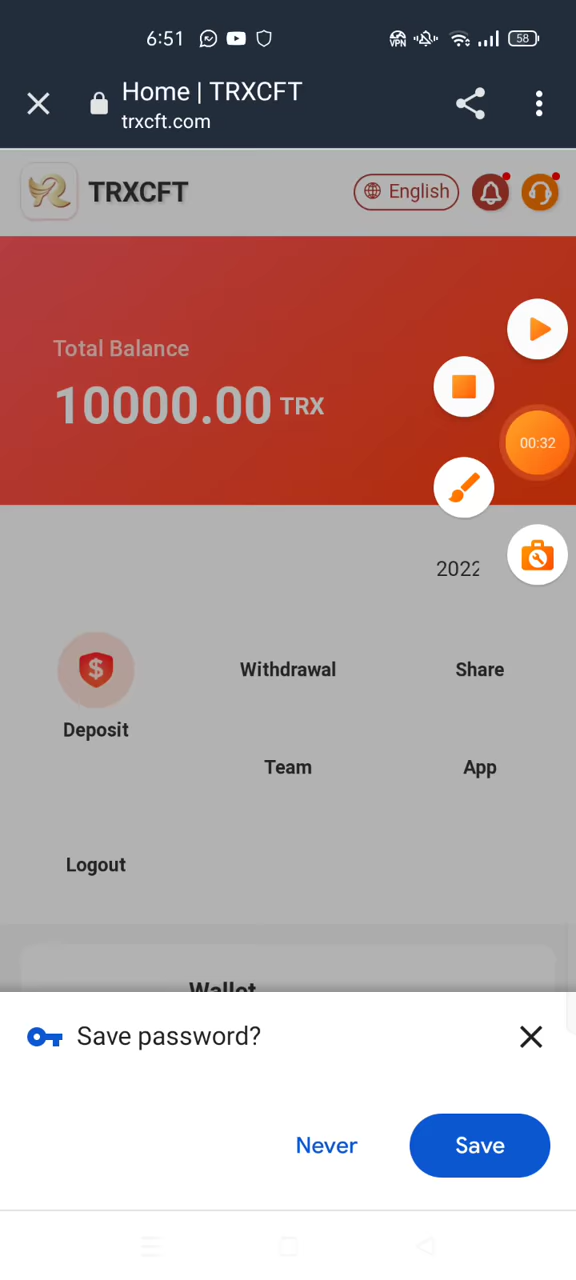 6:51
VPN
58
Home | TRXCFT
trxcft.com
TRXCFT
English
Total Balance
10000.00 TRX
00:32
2022
Deposit
Withdrawal
Share
Team
App
Logout
Wallet
Save password?
Never
Save